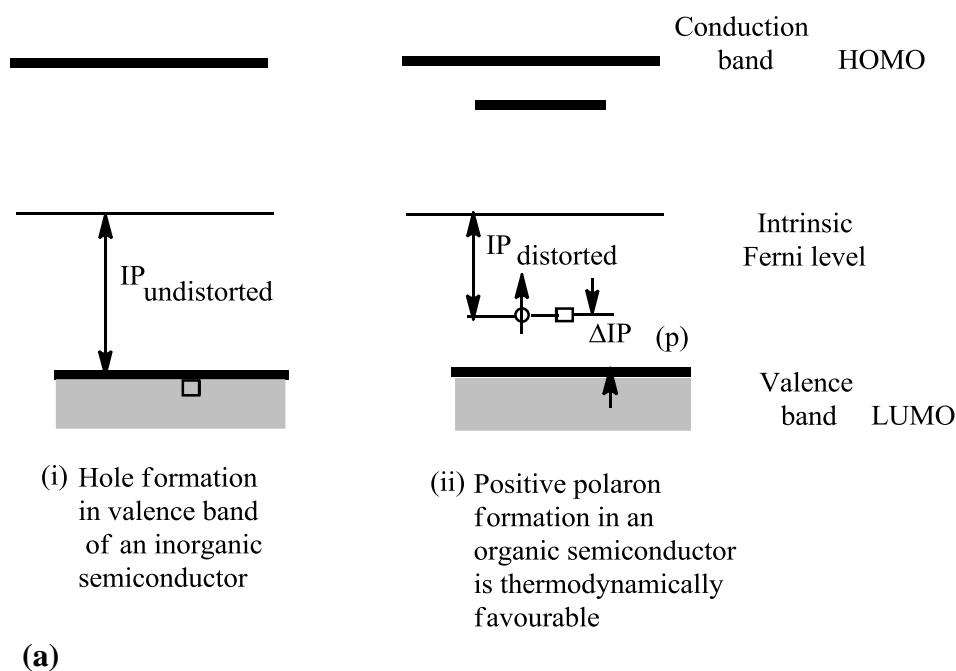 Conduction
band HOMO
IP undistorted
IP distorted
Intrinsic
Ferni level
ΔIP (p)
Valence
band LUMO
(i) Hole formation
in valence band
of an inorganic
semiconductor
(ii) Positive polaron
formation in an
organic semiconductor
is thermodynamically
favourable
(a)